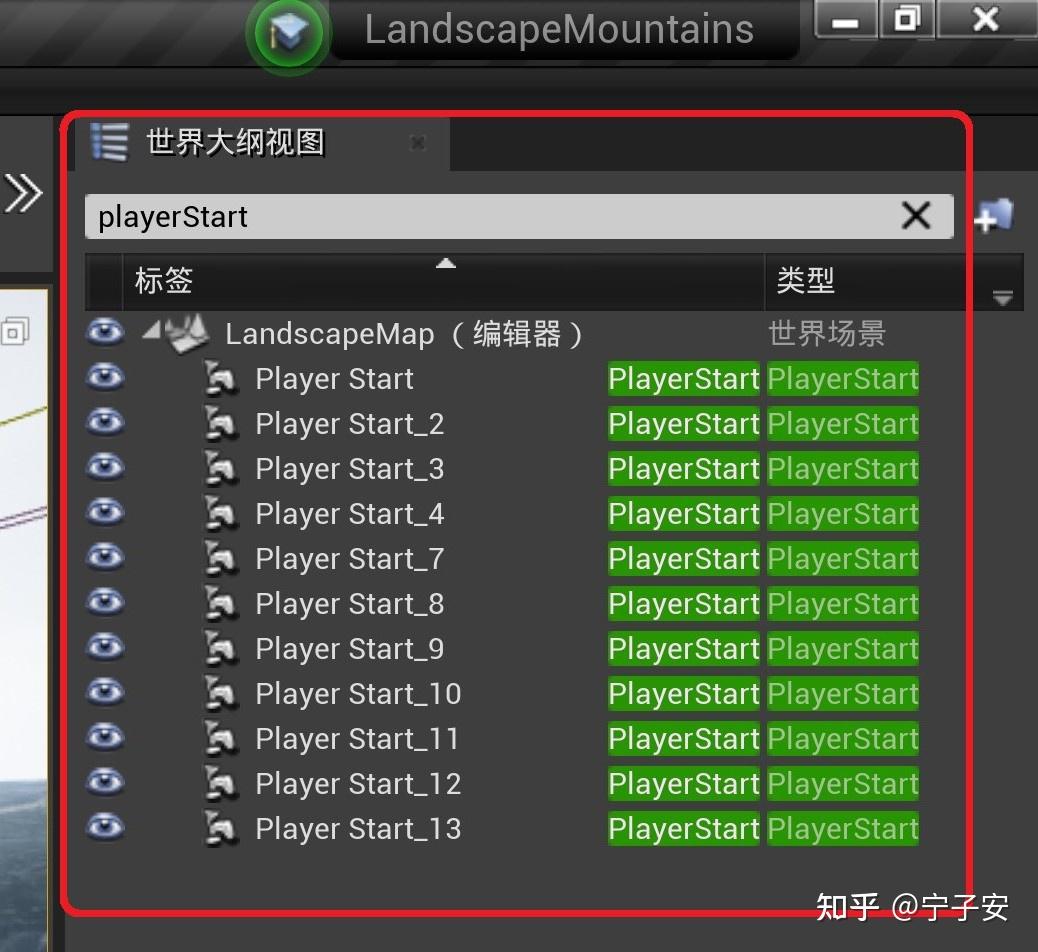 LandscapeMountains
世界大纲视图
playerStart
标签 类型
LandscapeMap （编辑器） 世界场景
Player Start PlayerStart PlayerStart
Player Start_2 PlayerStart PlayerStart
Player Start_3 PlayerStart PlayerStart
Player Start_4 PlayerStart PlayerStart
Player Start_7 PlayerStart PlayerStart
Player Start_8 PlayerStart PlayerStart
Player Start_9 PlayerStart PlayerStart
Player Start_10 PlayerStart PlayerStart
Player Start_11 PlayerStart PlayerStart
Player Start_12 PlayerStart PlayerStart
Player Start_13 PlayerStart PlayerStart
知乎 @宁子安